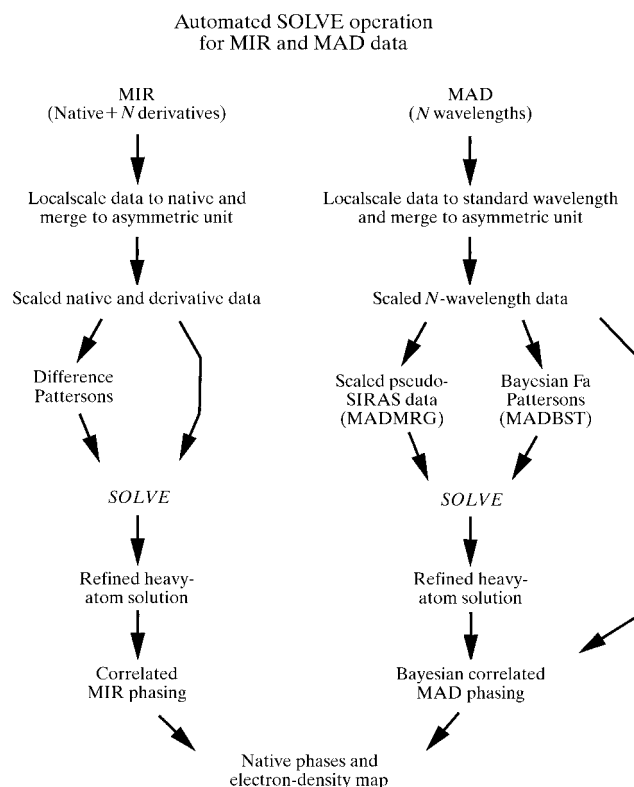 Automated SOLVE operation
for MIR and MAD data
MIR
(Native+N derivatives)
Localscale data to native and
merge to asymmetric unit
Scaled native and derivative data
Difference
Pattersons
SOLVE
Refined heavy-
atom solution
Correlated
MIR phasing
MAD
(N wavelengths)
Localscale data to standard wavelength
and merge to asymmetric unit
Scaled N-wavelength data
Scaled pseudo-
SIRAS data
(MADMRG)
Bayesian Fa
Pattersons
(MADBST)
SOLVE
Refined heavy-
atom solution
Bayesian correlated
MAD phasing
Native phases and
electron-density map